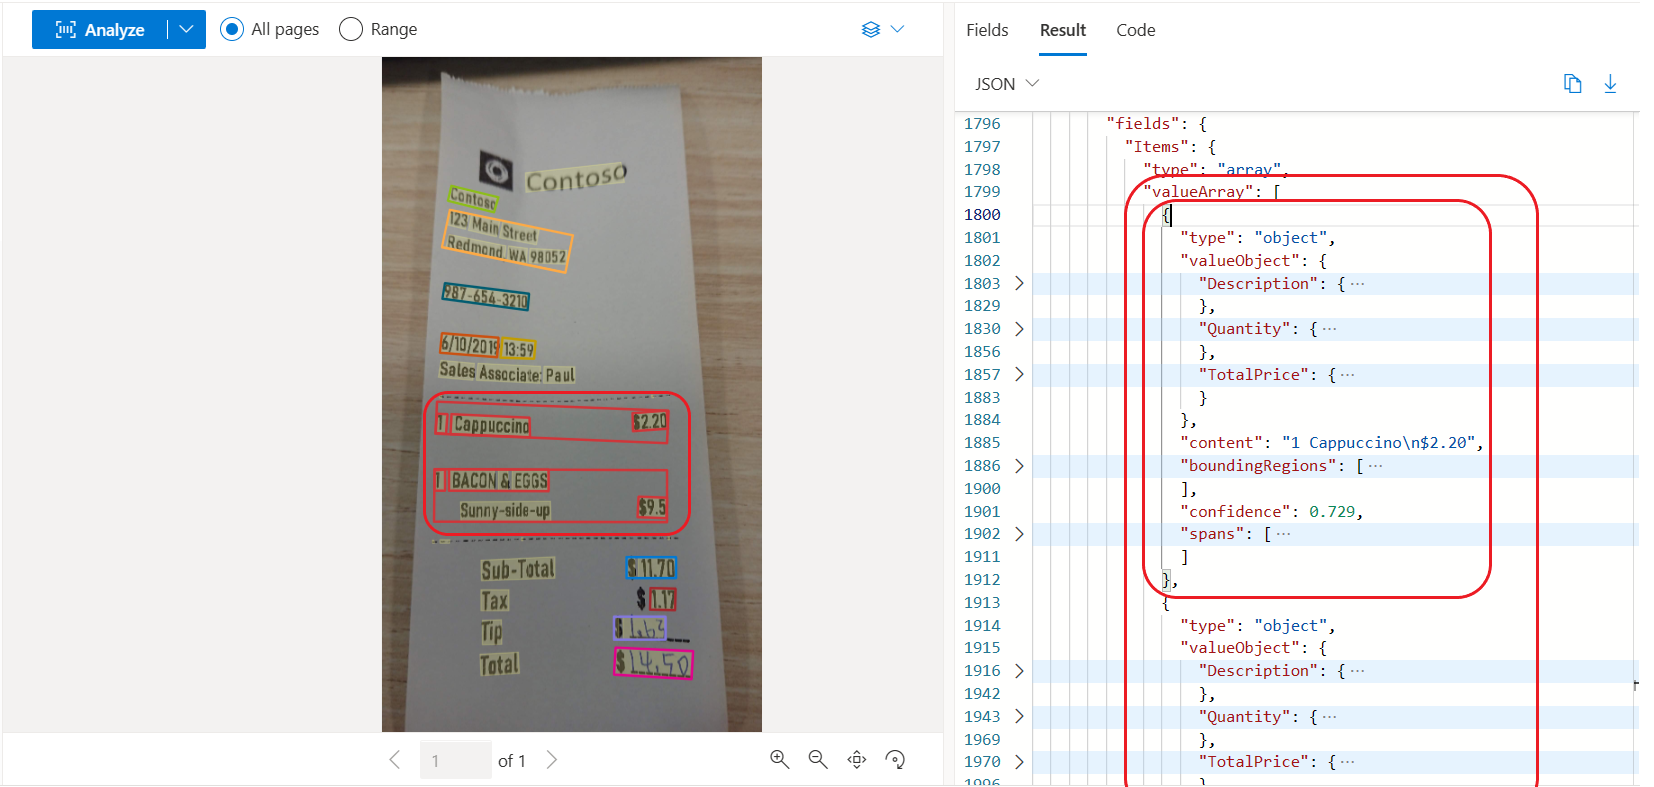 Analyze
All pages
Range
Contoso
Contoso
123 Main Street
Redmond, WA 98052
987-654-3210
6/10/2019 13:59
Sales Associate: Paul
1 Cappuccino $2.20
1 BACON & EGGS
Sunny-side-up $9.5
Sub-Total $ 11.70
Tax $ 1.17
Tip $ 1.63
Total $ 14.50
1 of 1
Fields Result Code
JSON
1796 "fields": {
1797 "Items": {
1798 "type": "array",
1799 "valueArray": [
1800 {
1801 "type": "object",
1802 "valueObject": {
1803 "Description": { ...
1829 },
1830 "Quantity": { ...
1856 },
1857 "TotalPrice": { ...
1883 }
1884 },
1885 "content": "1 Cappuccino\n$2.20",
1886 "boundingRegions": [ ...
1900 ],
1901 "confidence": 0.729,
1902 "spans": [ ...
1911 ]
1912 },
1913 {
1914 "type": "object",
1915 "valueObject": {
1916 "Description": { ...
1942 },
1943 "Quantity": { ...
1969 },
1970 "TotalPrice": { ...
1996 }